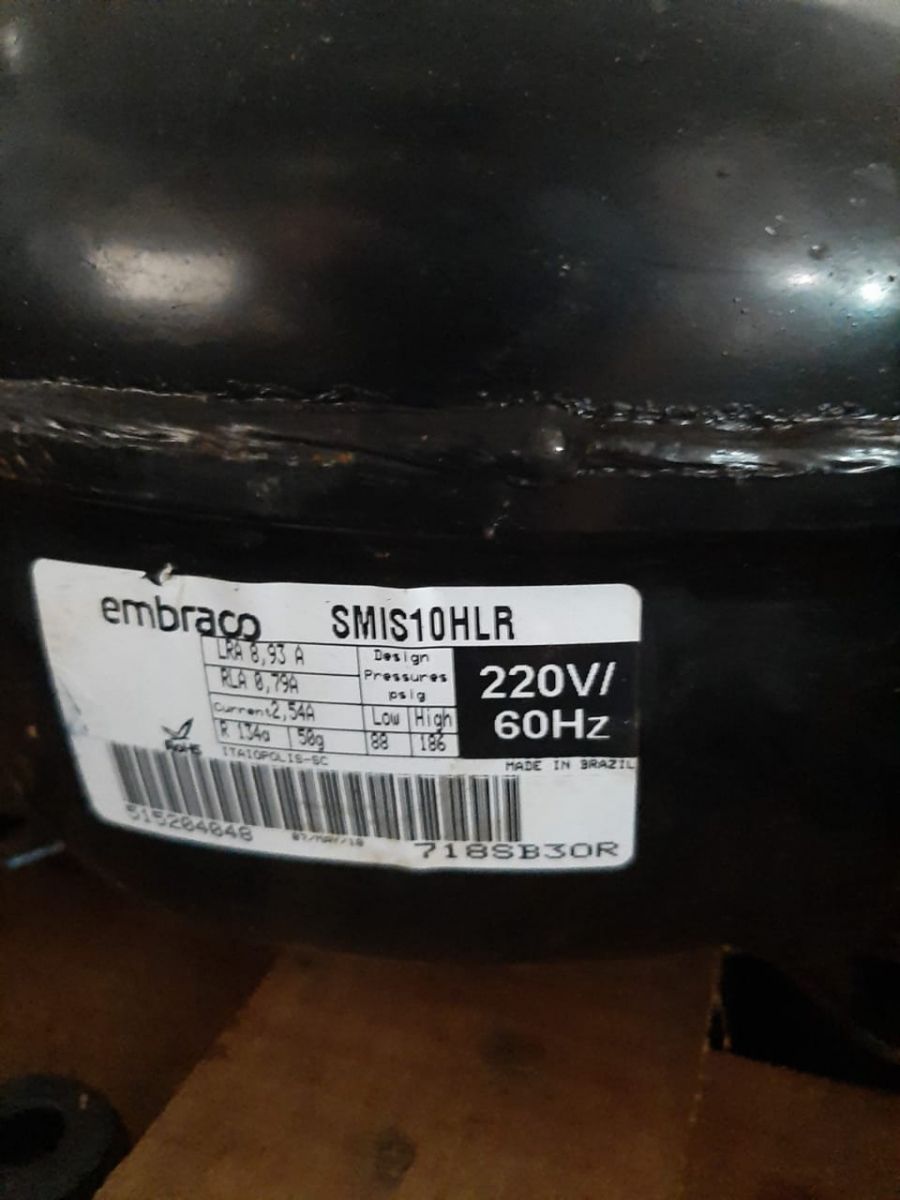 embraco SMIS10HLR
LRA 8,93 A
RLA 0,79A
Current 2,54A
R 134a 50g
Design
Pressures
psig
Low High
88 186
220V/
60Hz
RoHS
ITAIOPOLIS-SC
MADE IN BRAZIL
515204048
718SB30R